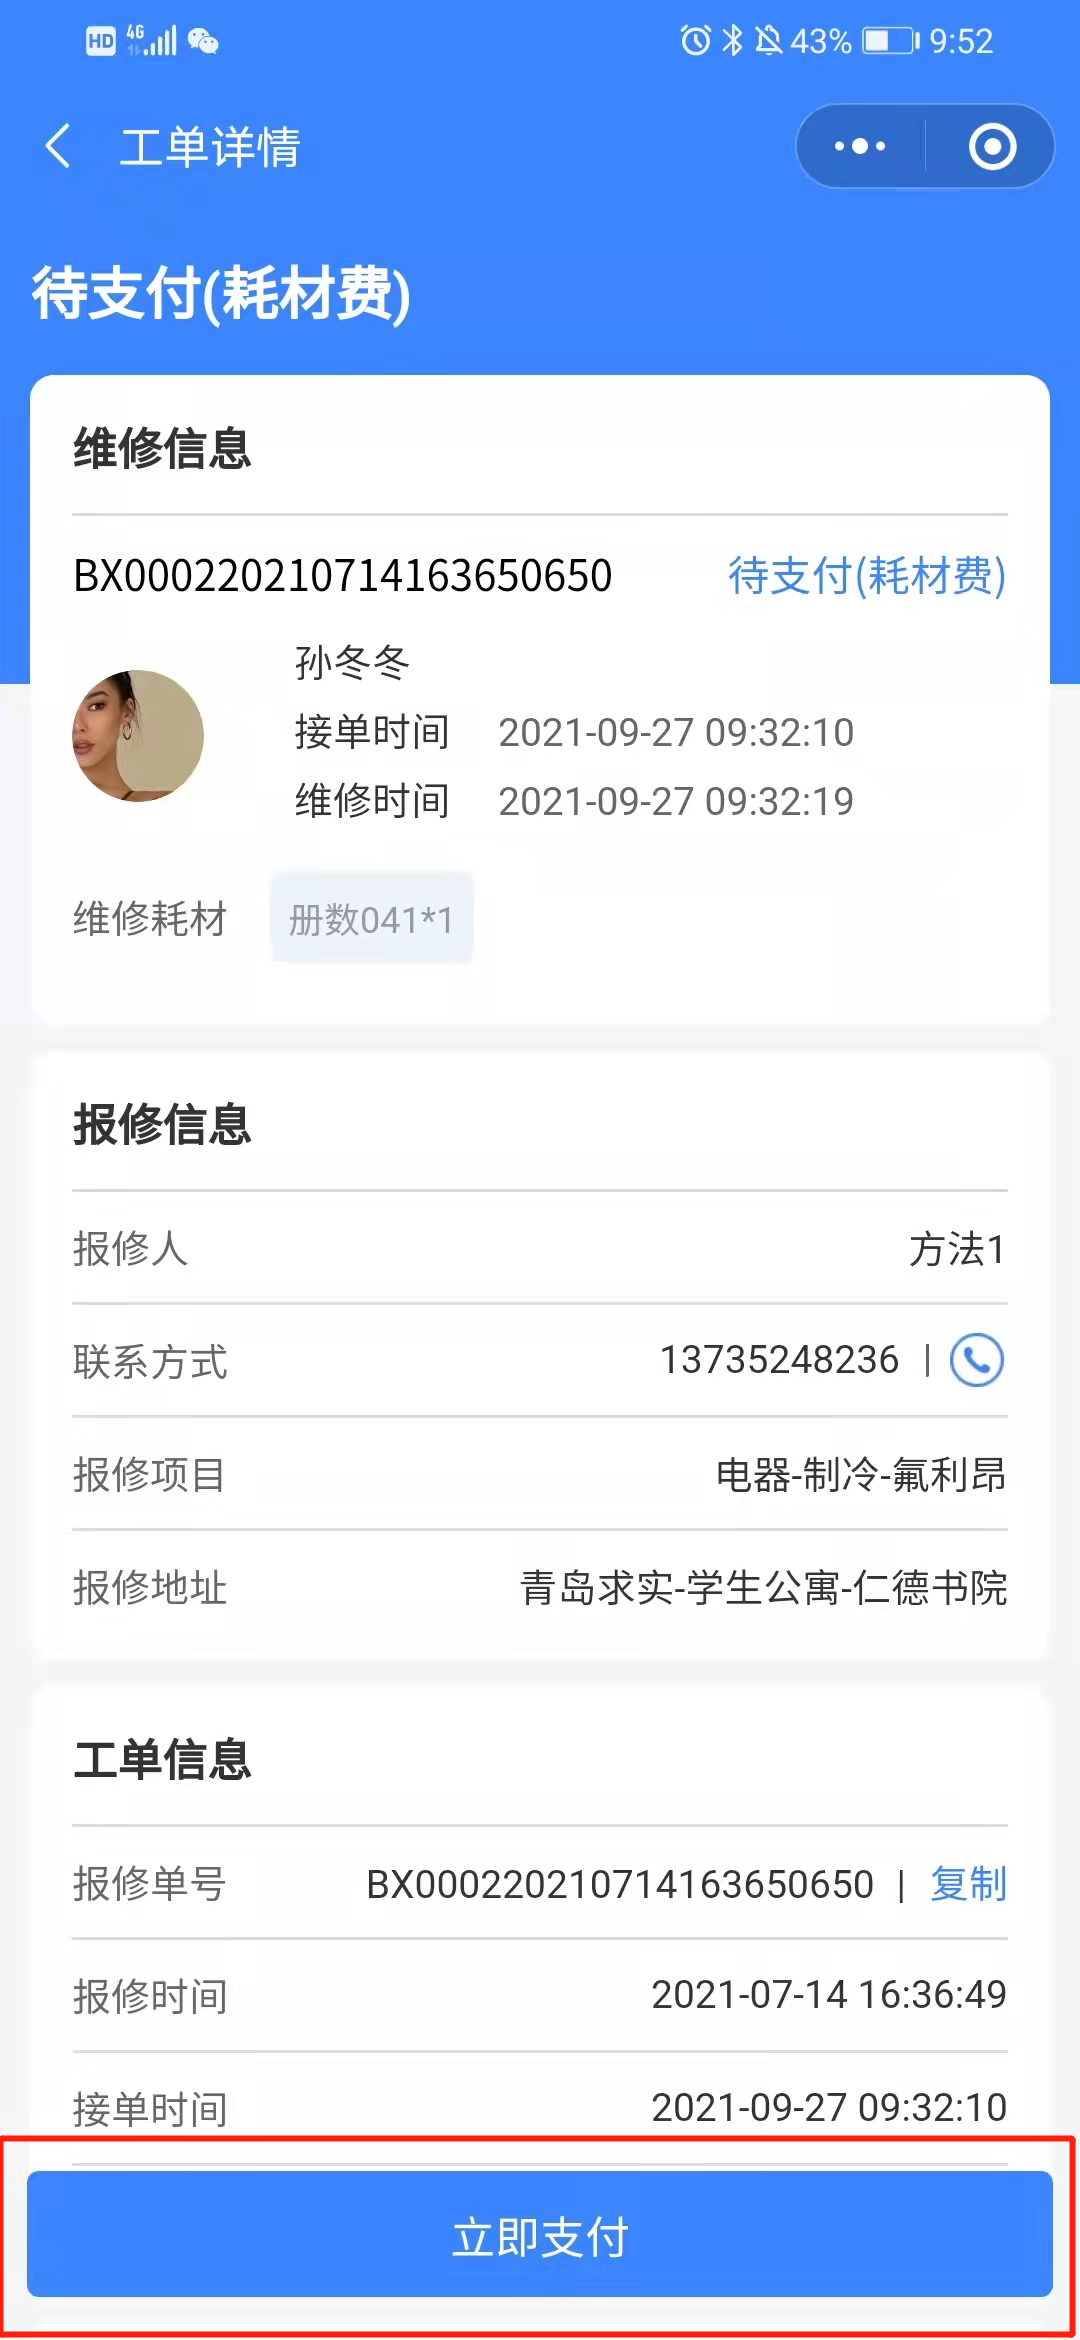 HD 4G 43% 9:52
工单详情
待支付(耗材费)
维修信息
BX000220210714163650650 待支付(耗材费)
孙冬冬
接单时间 2021-09-27 09:32:10
维修时间 2021-09-27 09:32:19
维修耗材 册数041*1
报修信息
报修人 方法1
联系方式 13735248236 |
报修项目 电器-制冷-氟利昂
报修地址 青岛求实-学生公寓-仁德书院
工单信息
报修单号 BX000220210714163650650 | 复制
报修时间 2021-07-14 16:36:49
接单时间 2021-09-27 09:32:10
立即支付